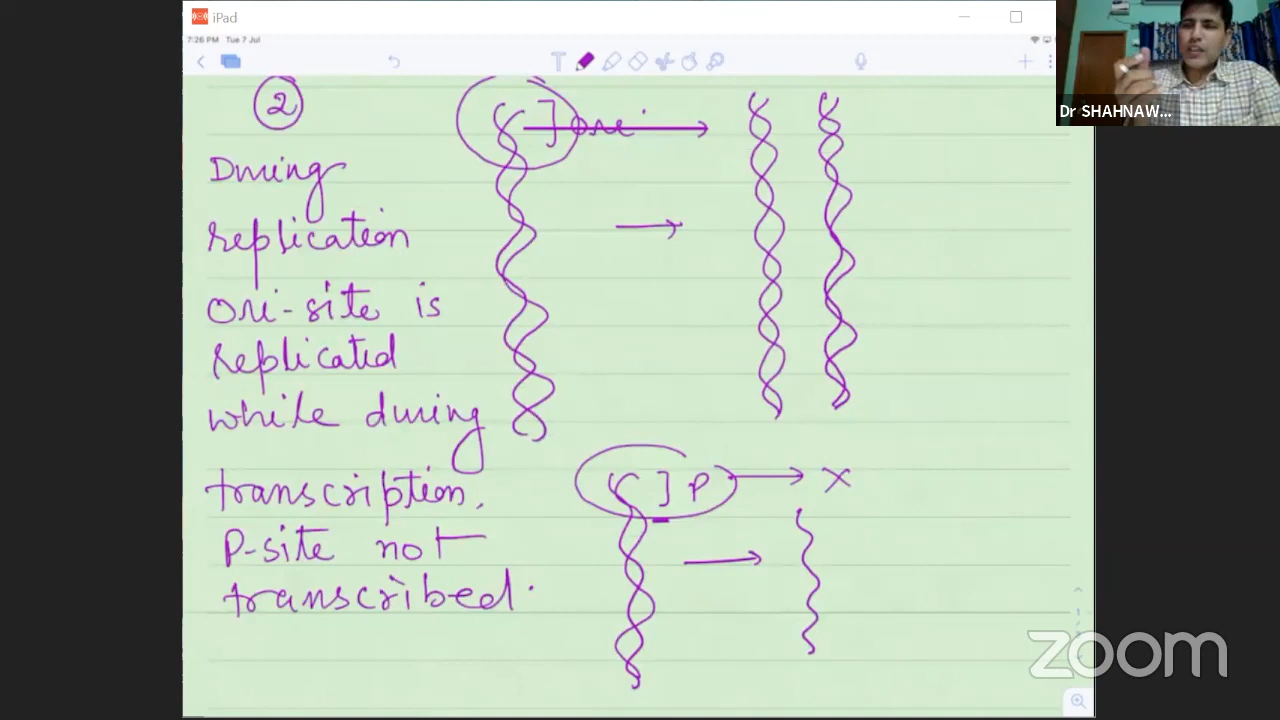 iPad
7:26 PM Tue 7 Jul
Dr SHAHNAW...
2
] ori
During
replication
ori-site is
replicated
while during
transcription,
P-site not
transcribed.
] P
X
zoom